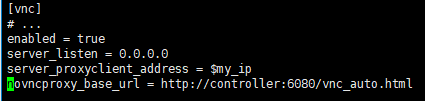 [vnc]
# ...
enabled = true
server_listen = 0.0.0.0
server_proxyclient_address = $my_ip
novncproxy_base_url = http://controller:6080/vnc_auto.html